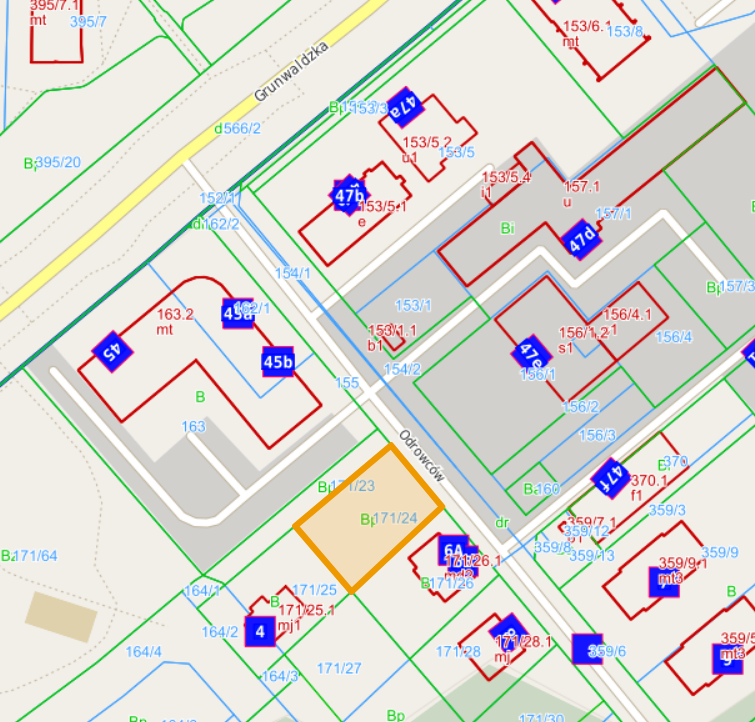 395/7.1
mt
395/7
Grunwaldzka
153/6.1
mt
153/8
47a
153/3
d566/2
395/20
153/5.2
u1
153/5
47b
153/5.1
e
153/5.4
i1
157.1
u
157/1
152/1
162/2
Bi
47d
154/1
157/3
163.2
mt
45a
162/1
153/1
156/4.1
153/1.1
b1
156/1.2
s1
156/4
45
45b
154/2
47e
156/1
155
B
163
156/2
156/3
Odrowców
370
47f
370.1
f1
171/23
171/24
160
359/3
dr
359/7.1
359/12
359/8
359/13
359/9
359/9.1
mt3
6A
171/26.1
171/26
171/64
164/1
171/25
B
171/25.1
mj1
164/2
4
B
171/28.1
mj
171/28
359/6
164/4
164/3
171/27
mt3
9
Bp
Bp
171/30